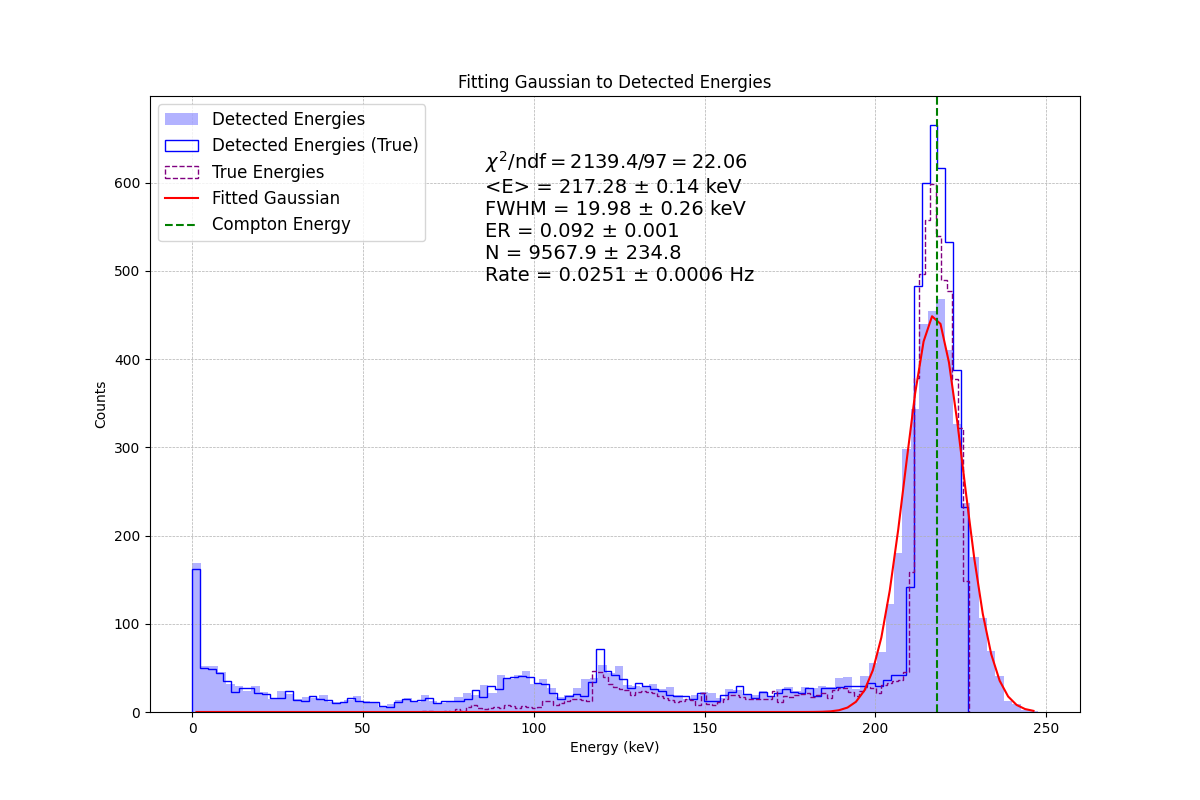 Fitting Gaussian to Detected Energies
Detected Energies
Detected Energies (True)
True Energies
Fitted Gaussian
Compton Energy
χ²/ndf = 2139.4/97 = 22.06
<E> = 217.28 ± 0.14 keV
FWHM = 19.98 ± 0.26 keV
ER = 0.092 ± 0.001
N = 9567.9 ± 234.8
Rate = 0.0251 ± 0.0006 Hz
Counts
600
500
400
300
200
100
0
0 50 100 150 200 250
Energy (keV)